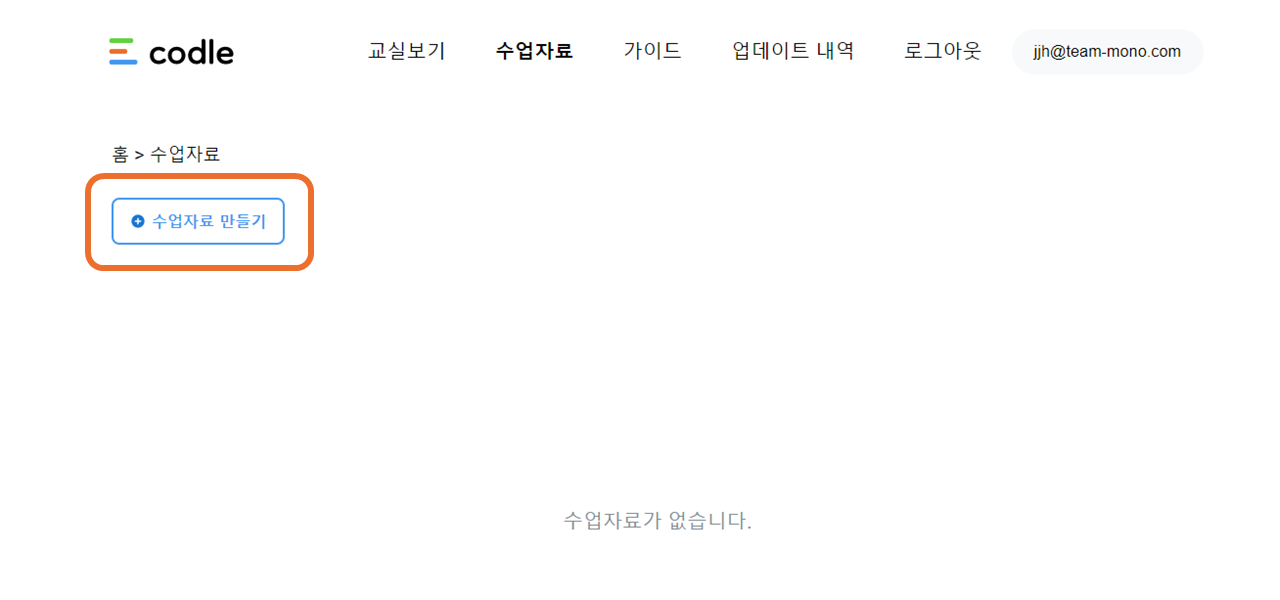 codle 교실보기 수업자료 가이드 업데이트 내역 로그아웃 jjh@team-mono.com
홈 > 수업자료
수업자료 만들기
수업자료가 없습니다.